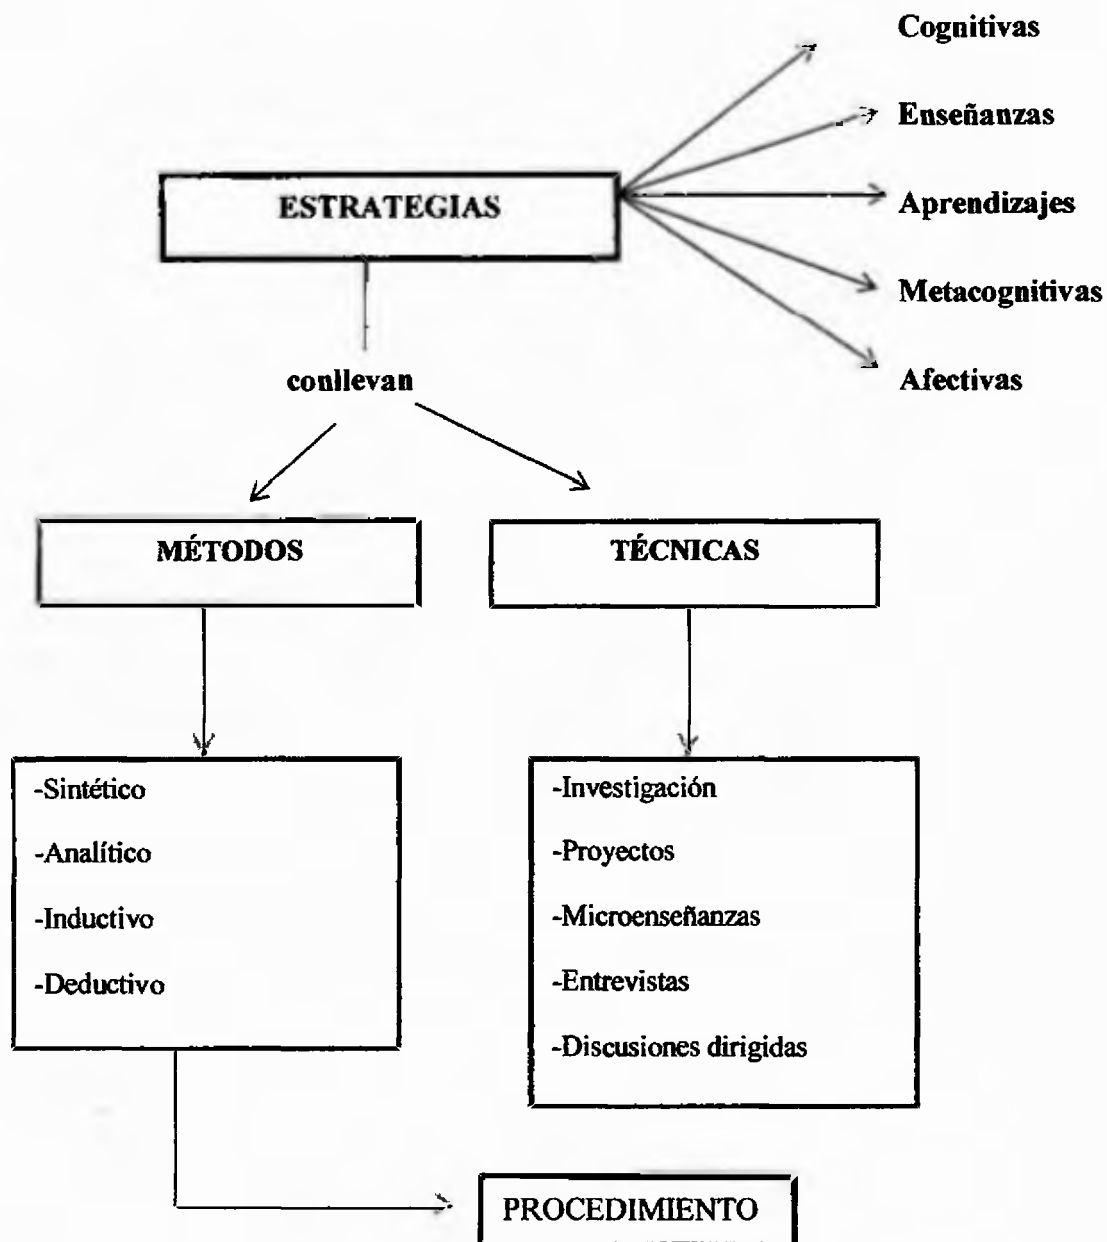 Cognitivas
Enseñanzas
ESTRATEGIAS
Aprendizajes
Metacognitivas
Afectivas
conllevan
MÉTODOS
TÉCNICAS
-Sintético
-Analítico
-Inductivo
-Deductivo
-Investigación
-Proyectos
-Microenseñanzas
-Entrevistas
-Discusiones dirigidas
PROCEDIMIENTO